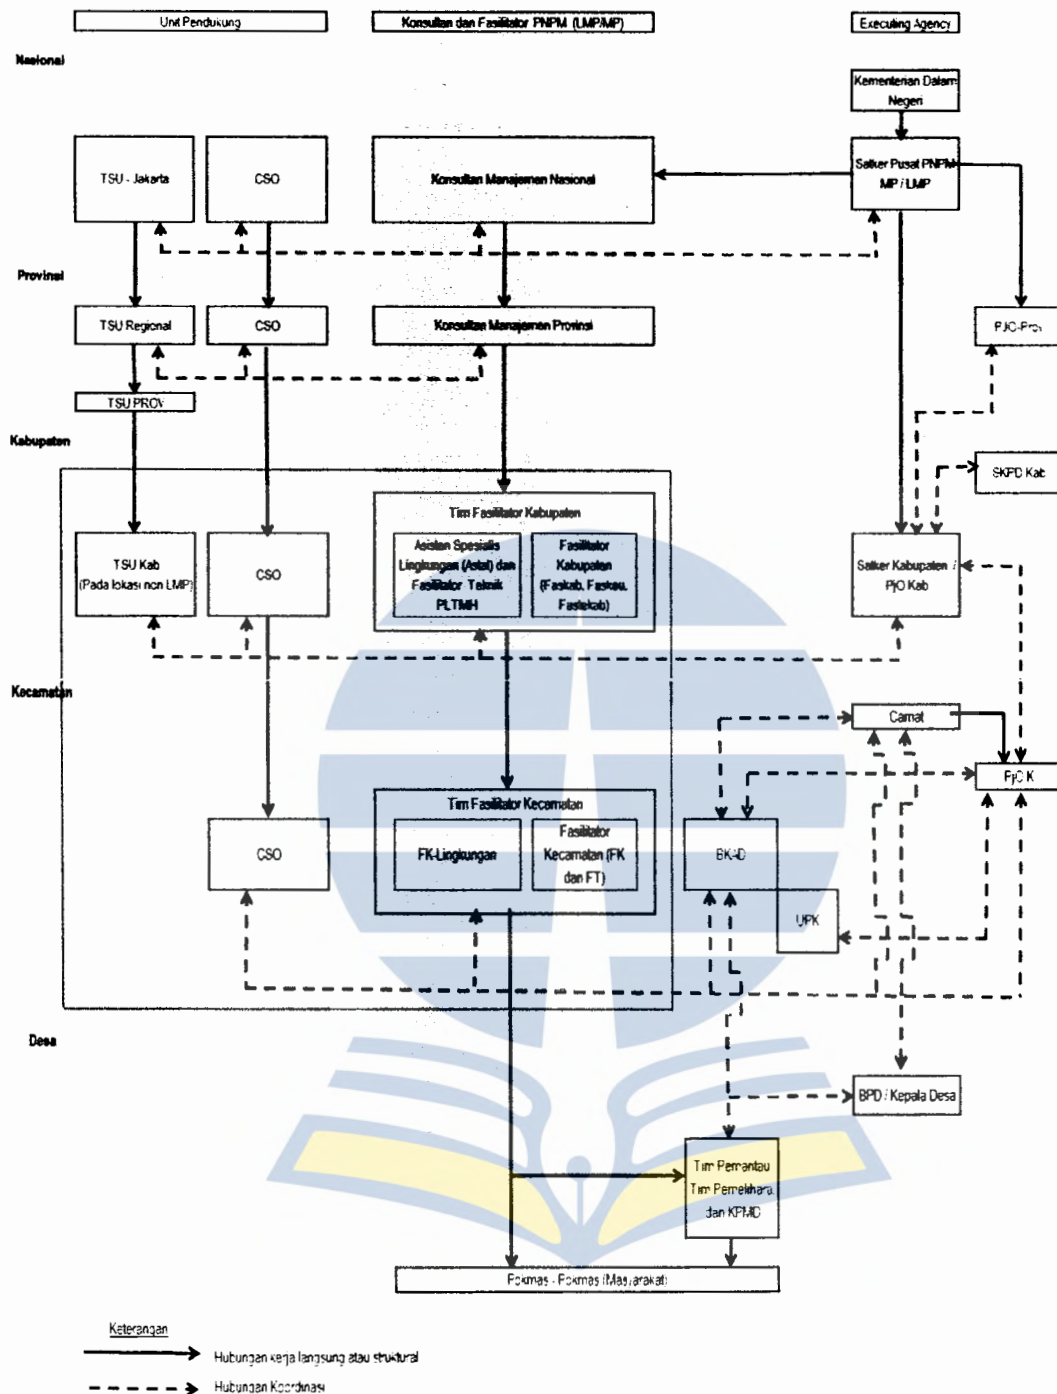 Unit Pendukung
Konsultan dan Fasilitator PNPM (LMP/MP)
Executing Agency
Nasional
Kementerian Dalam
Negeri
TSU - Jakarta
CSO
Konsultan Manajemen Nasional
Satker Pusat PNPM
MP / LMP
Provinsi
TSU Regional
CSO
Konsultan Manajemen Provinsi
PJO-Prov
TSU PROV
Kabupaten
SKPD Kab
Tim Fasilitator Kabupaten
TSU Kab
(Pada lokasi non LMP)
CSO
Asisten Spesialis
Lingkungan (Astal) dan
Fasilitator Teknik
PLTMH
Fasilitator
Kabupaten
(Faskab, Faskeu,
Fastekab)
Satker Kabupaten /
PjO Kab
Kecamatan
Camat
PjO K
Tim Fasilitator Kecamatan
CSO
FK-Lingkungan
Fasilitator
Kecamatan (FK
dan FT)
BKAD
UPK
Desa
BPD / Kepala Desa
Tim Pemantau
Tim Pemelihara,
dan KPMD
Pokmas - Pokmas (Masyarakat)
Keterangan
Hubungan kerja langsung atau struktural
Hubungan Koordinasi